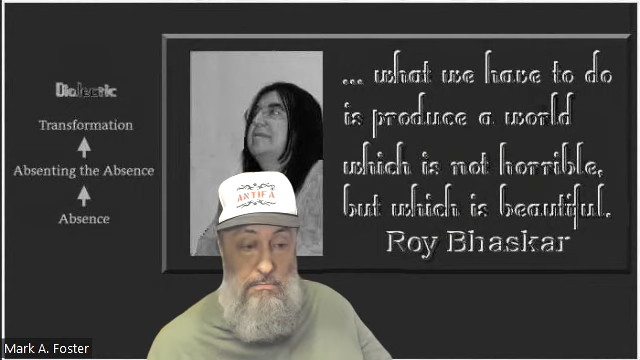 Dialectic
Transformation
Absenting the Absence
Absence
... what we have to do
is produce a world
which is not horrible,
but which is beautiful.
Roy Bhaskar
ANTIFA
Mark A. Foster